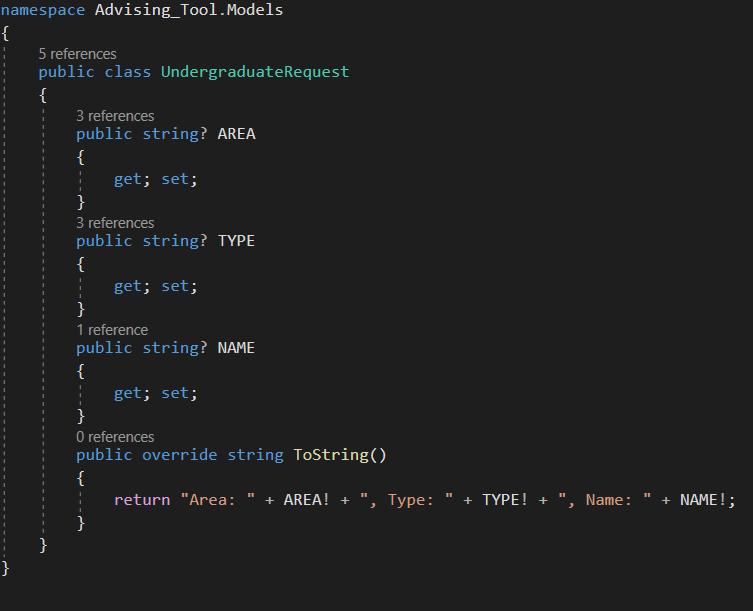 namespace Advising_Tool.Models
{
5 references
public class UndergraduateRequest
{
3 references
public string? AREA
{
get; set;
}
3 references
public string? TYPE
{
get; set;
}
1 reference
public string? NAME
{
get; set;
}
0 references
public override string ToString()
{
return "Area: " + AREA! + ", Type: " + TYPE! + ", Name: " + NAME!;
}
}
}